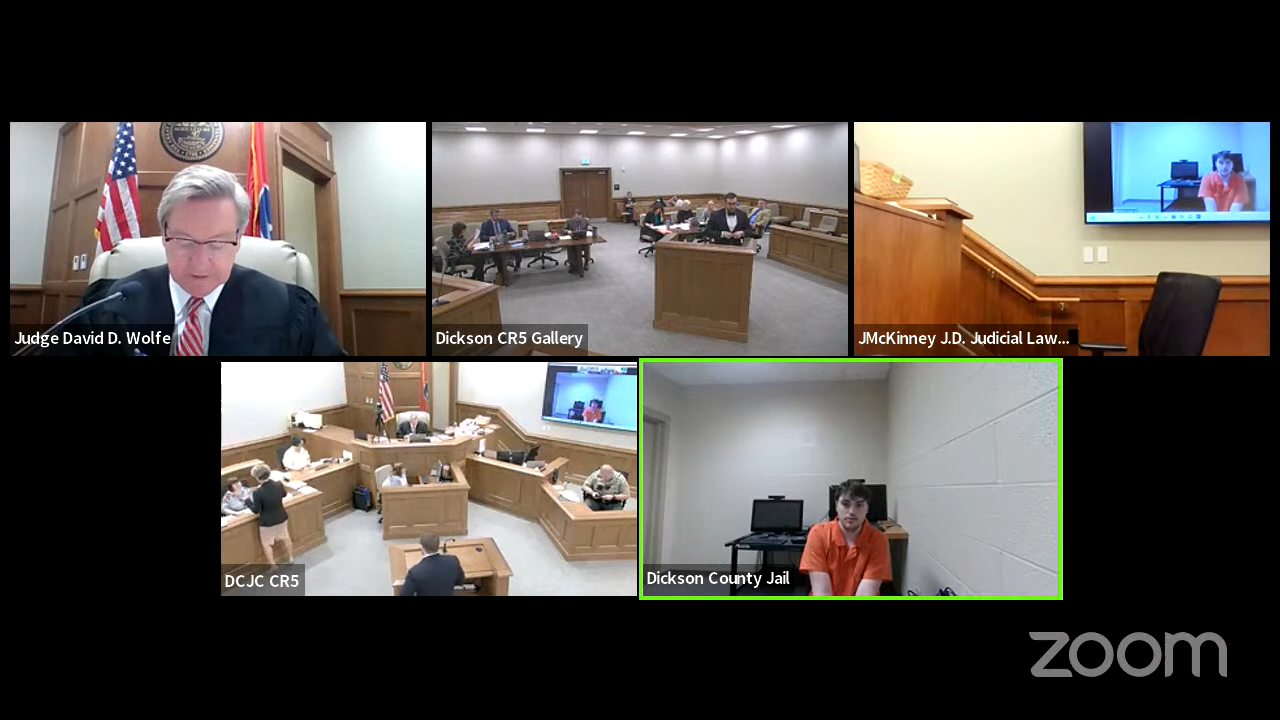 Judge David D. Wolfe
Dickson CR5 Gallery
JMcKinney J.D. Judicial Law...
DCJC CR5
Dickson County Jail
zoom